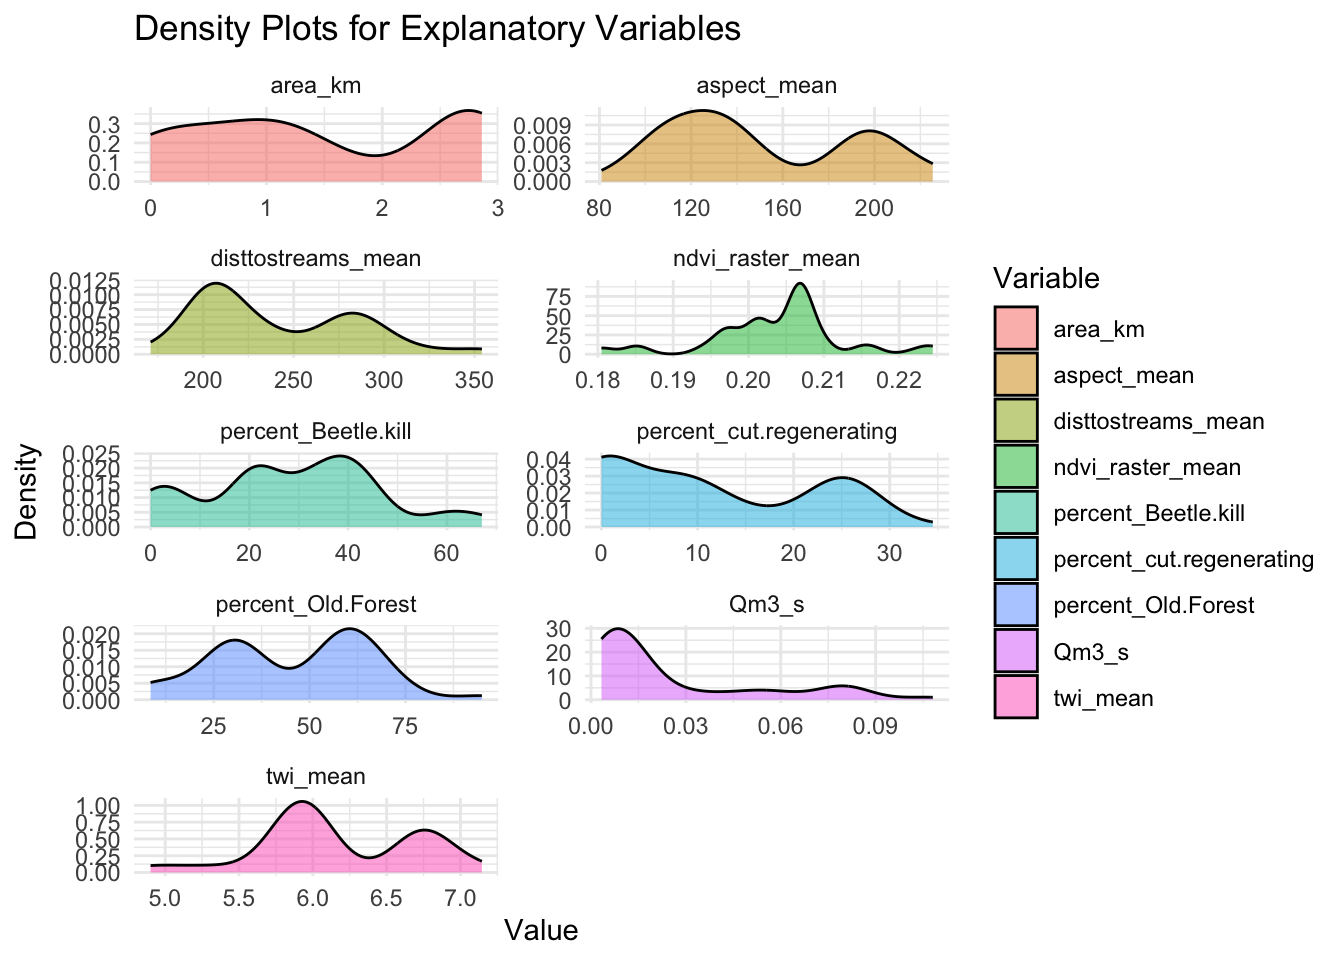 Density Plots for Explanatory Variables
area_km
0.3
0.2
0.1
0.0
0 1 2 3
aspect_mean
0.009
0.006
0.003
0.000
80 120 160 200
disttostreams_mean
0.0125
0.0100
0.0075
0.0050
0.0025
0.0000
200 250 300 350
ndvi_raster_mean
75
50
25
0
0.18 0.19 0.20 0.21 0.22
percent_Beetle.kill
0.025
0.020
0.015
0.010
0.005
0.000
0 20 40 60
percent_cut.regenerating
0.04
0.03
0.02
0.01
0.00
0 10 20 30
percent_Old.Forest
0.020
0.015
0.010
0.005
0.000
25 50 75
Qm3_s
30
20
10
0
0.00 0.03 0.06 0.09
twi_mean
1.00
0.75
0.50
0.25
0.00
5.0 5.5 6.0 6.5 7.0
Density
Value
Variable
area_km
aspect_mean
disttostreams_mean
ndvi_raster_mean
percent_Beetle.kill
percent_cut.regenerating
percent_Old.Forest
Qm3_s
twi_mean